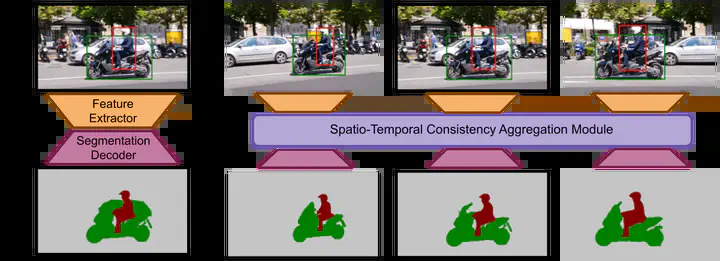 Feature
Extractor
Segmentation
Decoder
Spatio-Temporal Consistency Aggregation Module